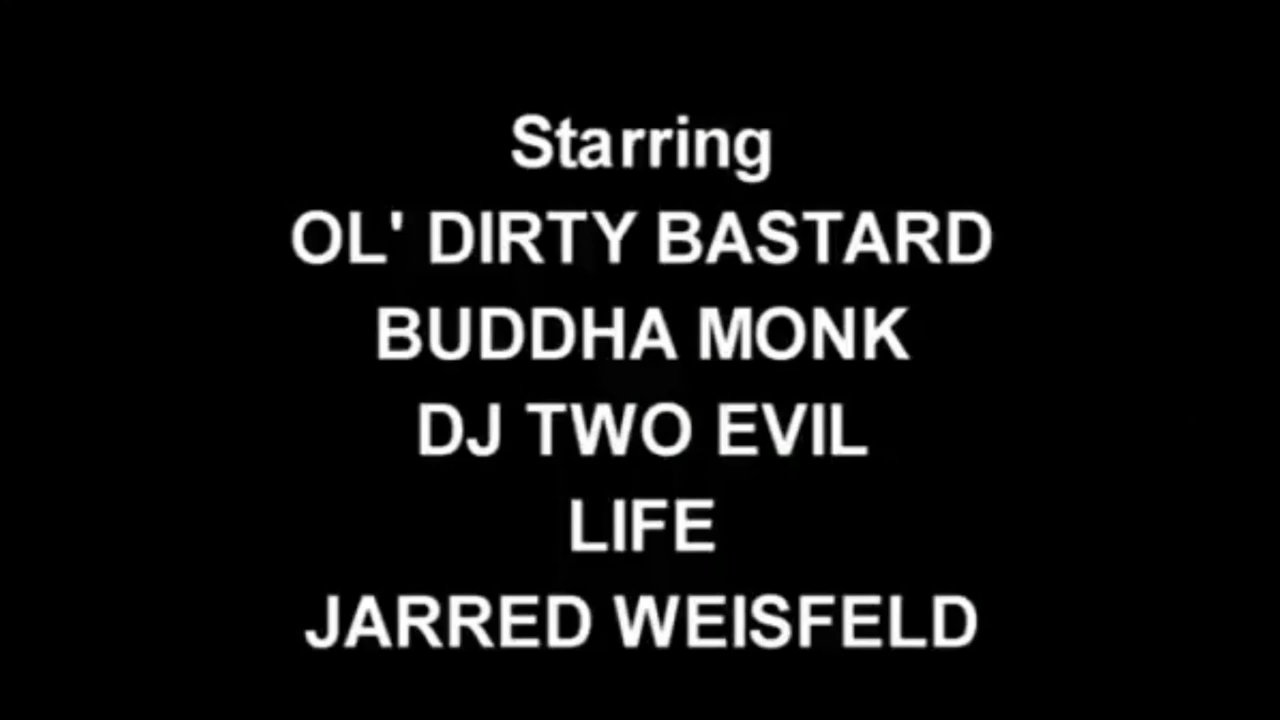 Starring
OL' DIRTY BASTARD
BUDDHA MONK
DJ TWO EVIL
LIFE
JARRED WEISFELD